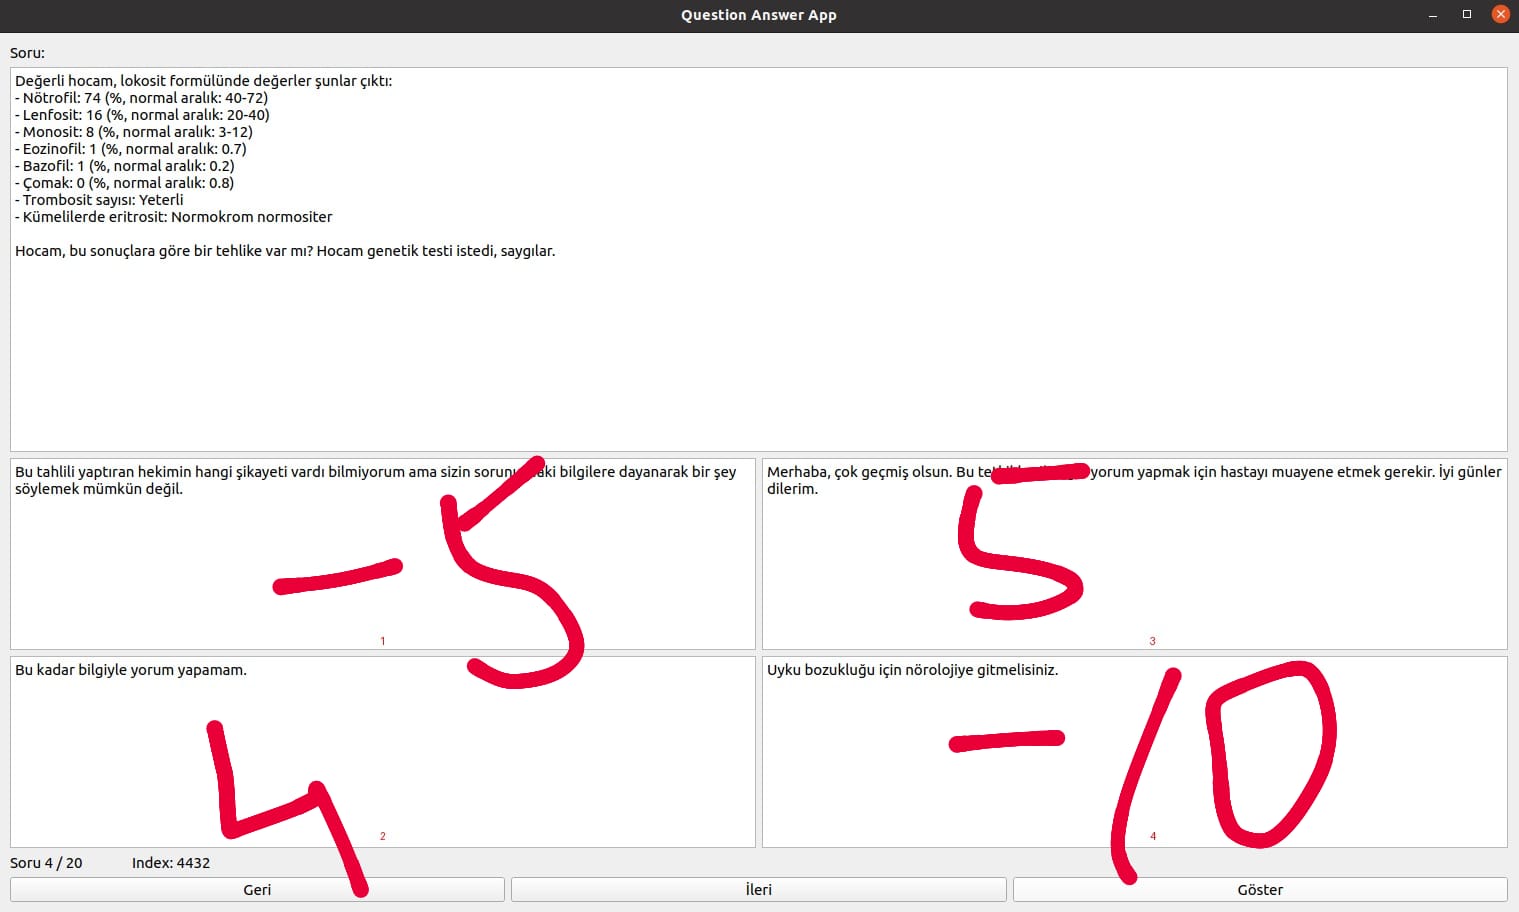 Question Answer App
Soru:
Değerli hocam, lokosit formülünde değerler şunlar çıktı:
- Nötrofil: 74 (%, normal aralık: 40-72)
- Lenfosit: 16 (%, normal aralık: 20-40)
- Monosit: 8 (%, normal aralık: 3-12)
- Eozinofil: 1 (%, normal aralık: 0.7)
- Bazofil: 1 (%, normal aralık: 0.2)
- Çomak: 0 (%, normal aralık: 0.8)
- Trombosit sayısı: Yeterli
- Kümelilerde eritrosit: Normokrom normositer
Hocam, bu sonuçlara göre bir tehlike var mı? Hocam genetik testi istedi, saygılar.
Bu tahlili yaptıran hekimin hangi şikayeti vardı bilmiyorum ama sizin bilgilere dayanarak bir şey
söylemek mümkün değil.
- 5
1
Merhaba, çok geçmiş olsun. Bu yorum yapmak için hastayı muayene etmek gerekir. İyi günler
dilerim.
5
3
Bu kadar bilgiyle yorum yapamam.
4
2
Uyku bozukluğu için nörolojiye gitmelisiniz.
- 10
4
Soru 4 / 20 Index: 4432
Geri İleri Göster